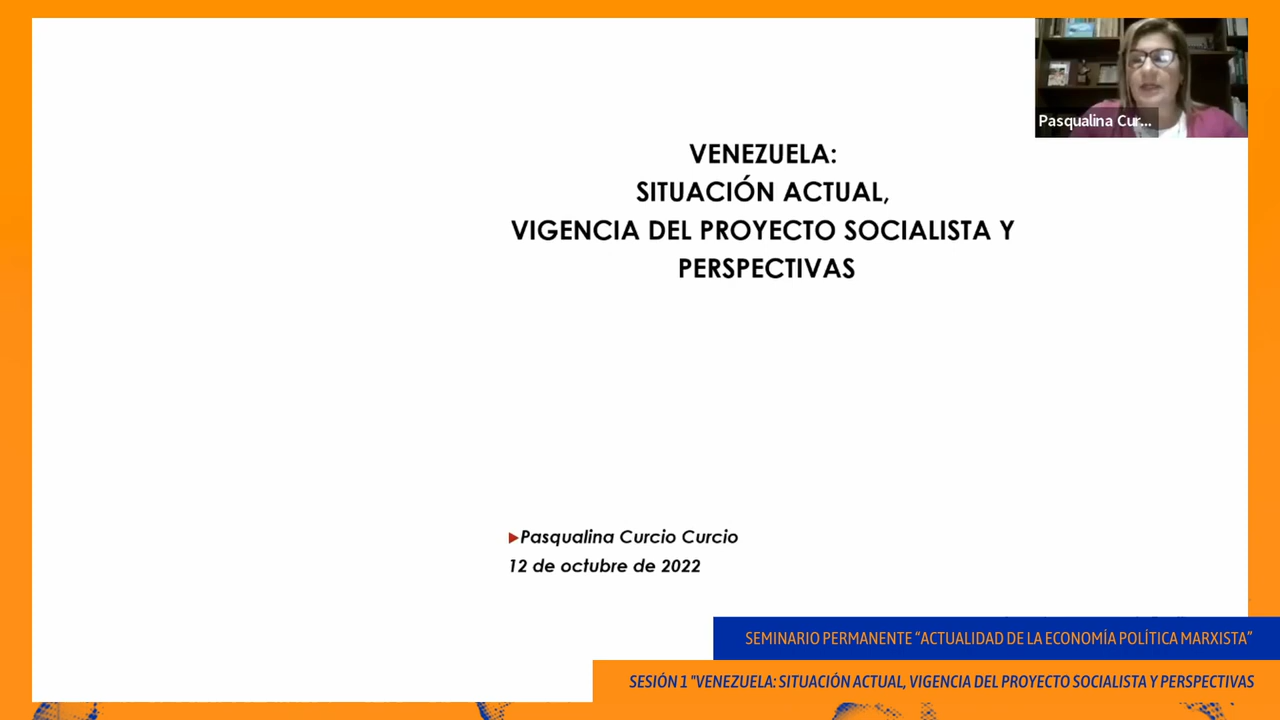 Pasqualina Cur...
VENEZUELA:
SITUACIÓN ACTUAL,
VIGENCIA DEL PROYECTO SOCIALISTA Y
PERSPECTIVAS
Pasqualina Curcio Curcio
12 de octubre de 2022
SEMINARIO PERMANENTE “ACTUALIDAD DE LA ECONOMÍA POLÍTICA MARXISTA”
SESIÓN 1 "VENEZUELA: SITUACIÓN ACTUAL, VIGENCIA DEL PROYECTO SOCIALISTA Y PERSPECTIVAS